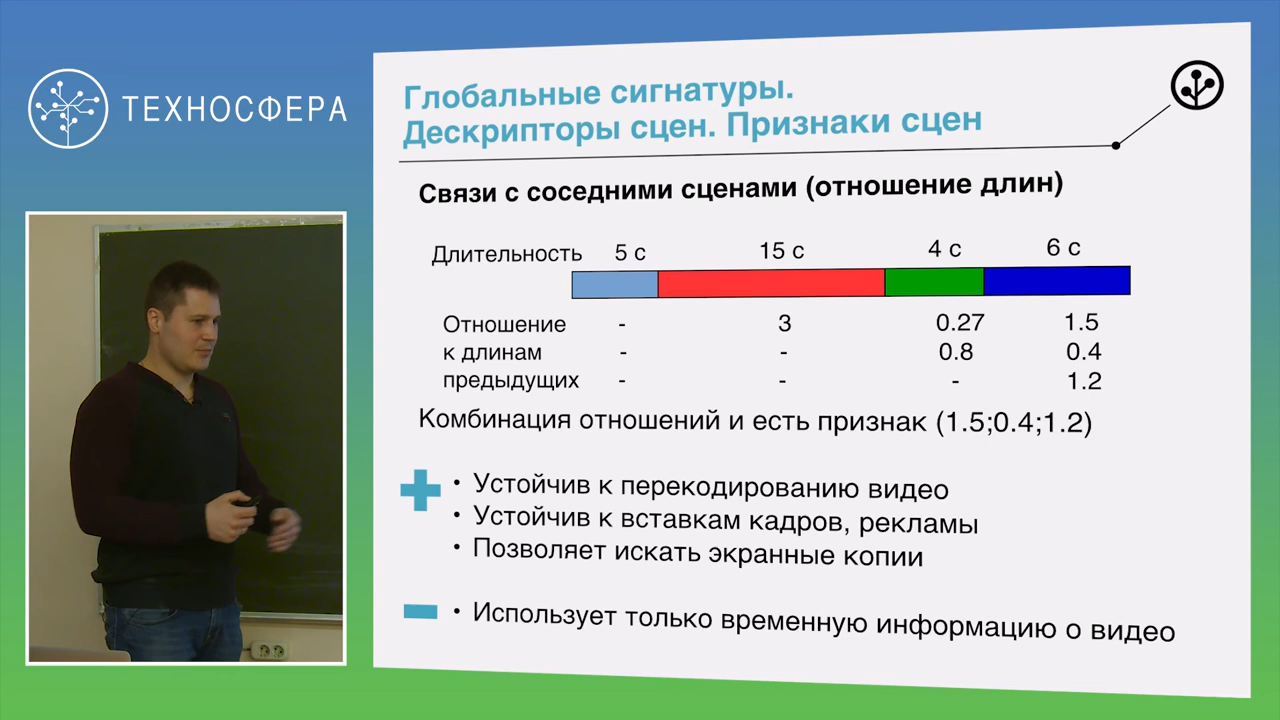 ТЕХНОСФЕРА
Глобальные сигнатуры.
Дескрипторы сцен. Признаки сцен
Связи с соседними сценами (отношение длин)
Длительность 5 с 15 с 4 с 6 с
Отношение - 3 0.27 1.5
к длинам - - 0.8 0.4
предыдущих - - - 1.2
Комбинация отношений и есть признак (1.5;0.4;1.2)
+ • Устойчив к перекодированию видео
• Устойчив к вставкам кадров, рекламы
• Позволяет искать экранные копии
- • Использует только временную информацию о видео